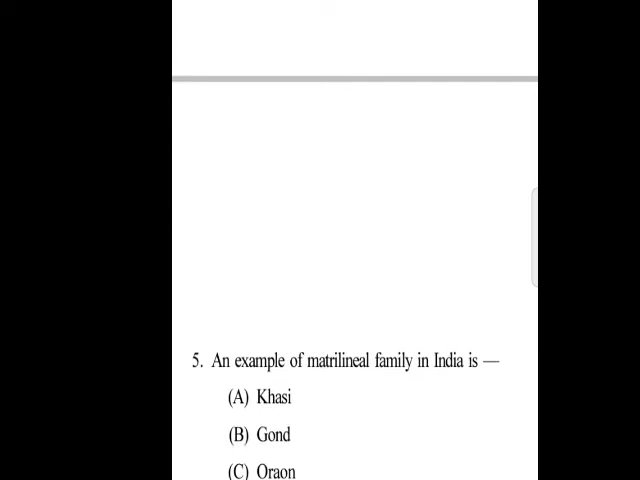 5. An example of matrilineal family in India is —
(A) Khasi
(B) Gond
(C) Oraon